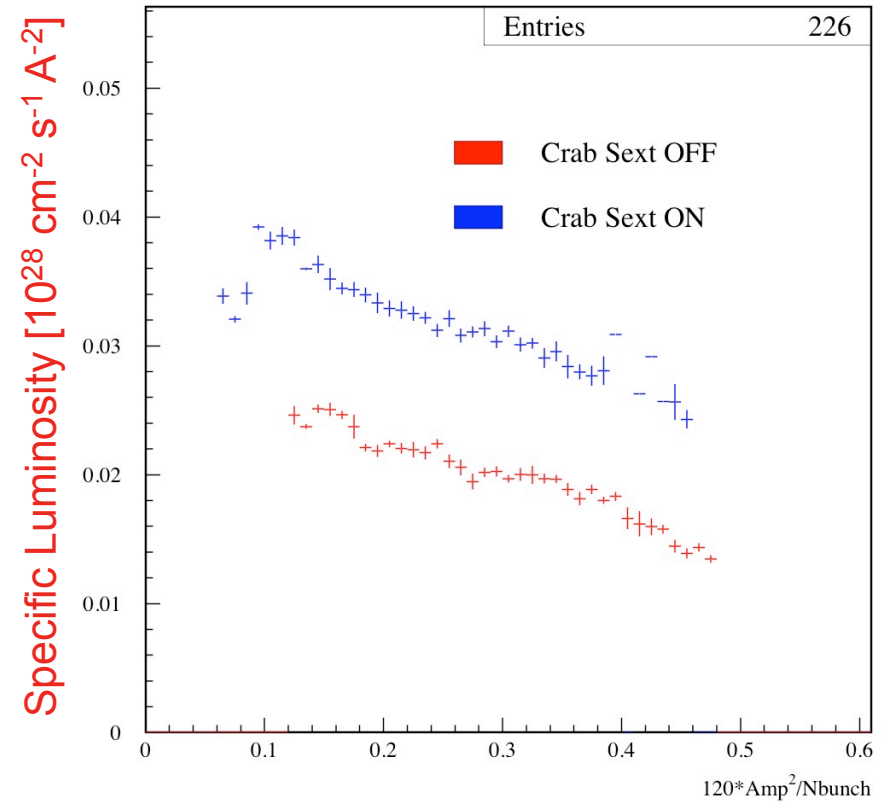 Entries 226
Crab Sext OFF
Crab Sext ON
Specific Luminosity [10²⁸ cm⁻² s⁻¹ A⁻²]
0.05
0.04
0.03
0.02
0.01
0
0 0.1 0.2 0.3 0.4 0.5 0.6
120*Amp²/Nbunch